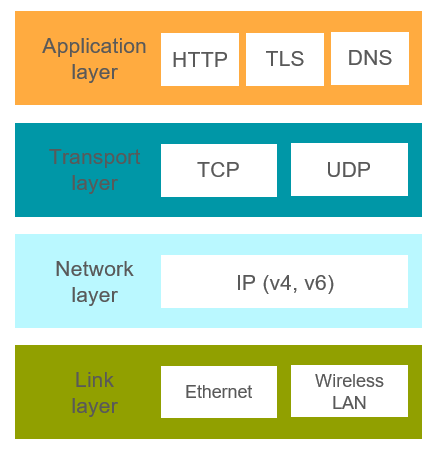 Application
layer
HTTP
TLS
DNS
Transport
layer
TCP
UDP
Network
layer
IP (v4, v6)
Link
layer
Ethernet
Wireless
LAN